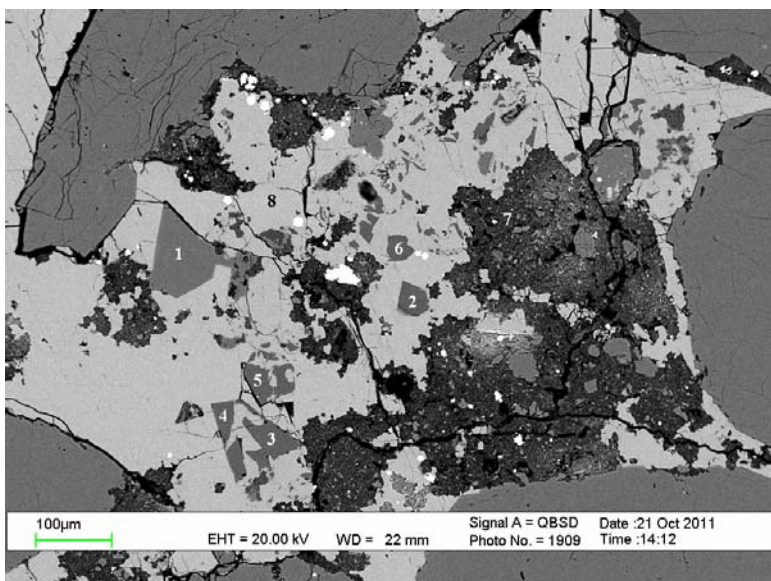 8
7
1
6
2
5
4
3
100µm
EHT = 20.00 kV
WD = 22 mm
Signal A = QBSD
Photo No. = 1909
Date :21 Oct 2011
Time :14:12